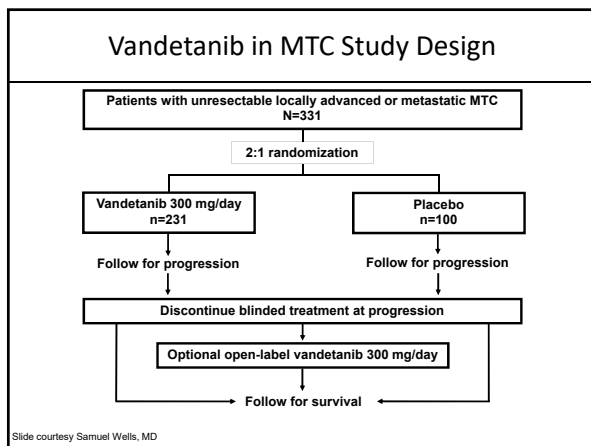 Vandetanib in MTC Study Design
Patients with unresectable locally advanced or metastatic MTC
N=331
2:1 randomization
Vandetanib 300 mg/day
n=231
Placebo
n=100
Follow for progression
Follow for progression
Discontinue blinded treatment at progression
Optional open-label vandetanib 300 mg/day
Follow for survival
Slide courtesy Samuel Wells, MD